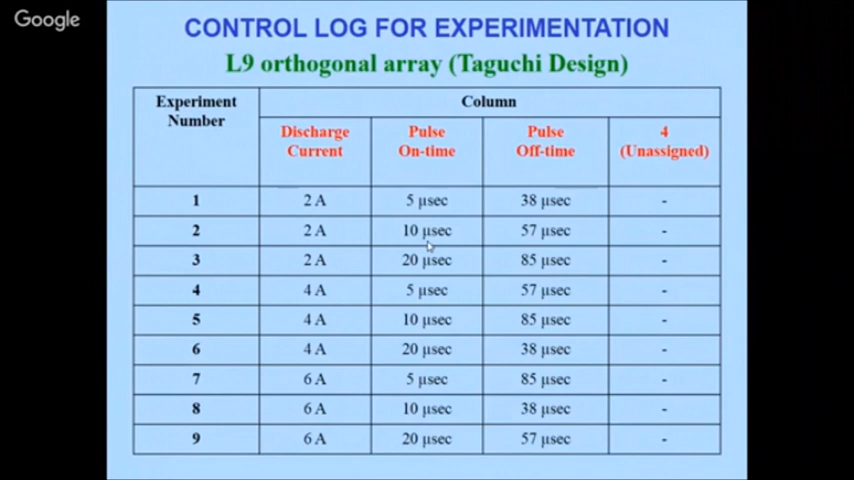 Google
CONTROL LOG FOR EXPERIMENTATION
L9 orthogonal array (Taguchi Design)
Experiment Number Column
Discharge Current Pulse On-time Pulse Off-time 4 (Unassigned)
1 2 A 5 µsec 38 µsec -
2 2 A 10 µsec 57 µsec -
3 2 A 20 µsec 85 µsec -
4 4 A 5 µsec 57 µsec -
5 4 A 10 µsec 85 µsec -
6 4 A 20 µsec 38 µsec -
7 6 A 5 µsec 85 µsec -
8 6 A 10 µsec 38 µsec -
9 6 A 20 µsec 57 µsec -